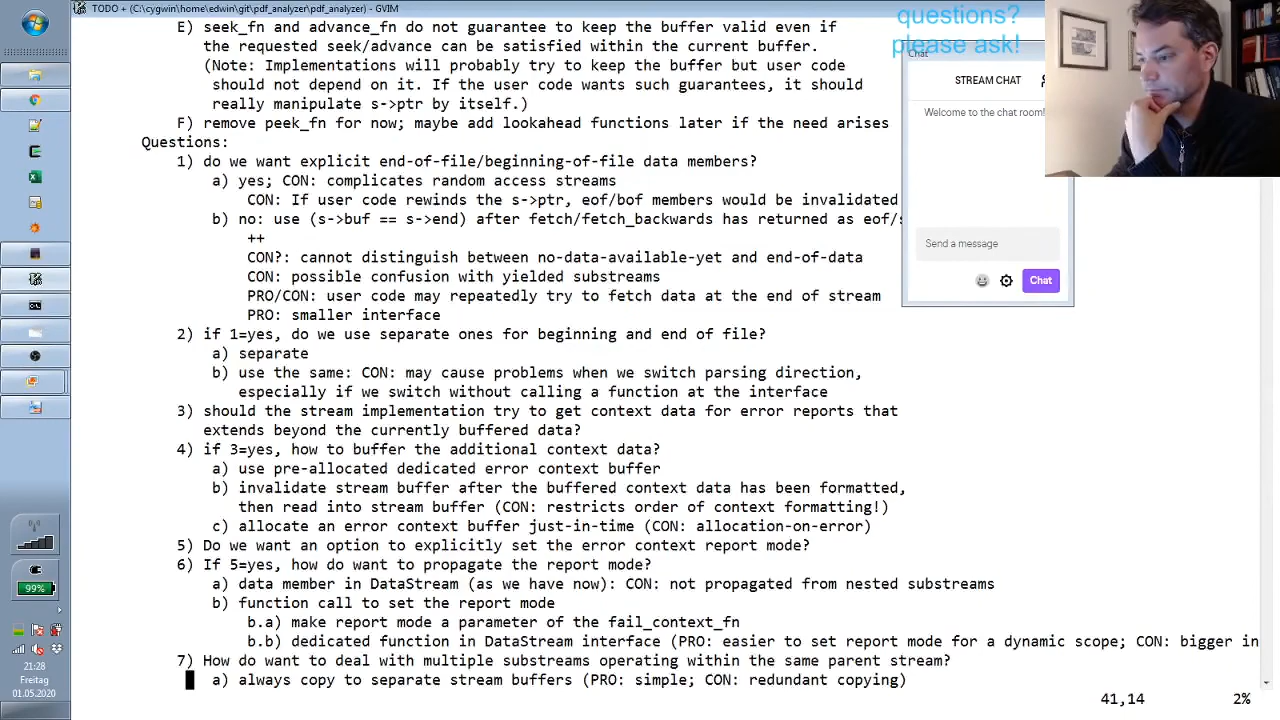 TODO + (C:\cygwin\home\edwin\git\pdf_analyzer\pdf_analyzer) - GVIM
E) seek_fn and advance_fn do not guarantee to keep the buffer valid even if
the requested seek/advance can be satisfied within the current buffer.
(Note: Implementations will probably try to keep the buffer but user code
should not depend on it. If the user code wants such guarantees, it should
really manipulate s->ptr by itself.)
F) remove peek_fn for now; maybe add lookahead functions later if the need arises
Questions:
1) do we want explicit end-of-file/beginning-of-file data members?
a) yes; CON: complicates random access streams
CON: If user code rewinds the s->ptr, eof/bof members would be invalidated
b) no: use (s->buf == s->end) after fetch/fetch_backwards has returned as eof/s
++
CON?: cannot distinguish between no-data-available-yet and end-of-data
CON: possible confusion with yielded substreams
PRO/CON: user code may repeatedly try to fetch data at the end of stream
PRO: smaller interface
2) if 1=yes, do we use separate ones for beginning and end of file?
a) separate
b) use the same: CON: may cause problems when we switch parsing direction,
especially if we switch without calling a function at the interface
3) should the stream implementation try to get context data for error reports that
extends beyond the currently buffered data?
4) if 3=yes, how to buffer the additional context data?
a) use pre-allocated dedicated error context buffer
b) invalidate stream buffer after the buffered context data has been formatted,
then read into stream buffer (CON: restricts order of context formatting!)
c) allocate an error context buffer just-in-time (CON: allocation-on-error)
5) Do we want an option to explicitly set the error context report mode?
6) If 5=yes, how do want to propagate the report mode?
a) data member in DataStream (as we have now): CON: not propagated from nested substreams
b) function call to set the report mode
b.a) make report mode a parameter of the fail_context_fn
b.b) dedicated function in DataStream interface (PRO: easier to set report mode for a dynamic scope; CON: bigger in
7) How do want to deal with multiple substreams operating within the same parent stream?
a) always copy to separate stream buffers (PRO: simple; CON: redundant copying)
41,14
2%
questions?
please ask!
Chat
STREAM CHAT
Welcome to the chat room!
Send a message
Chat
99%
21:28
Freitag
01.05.2020